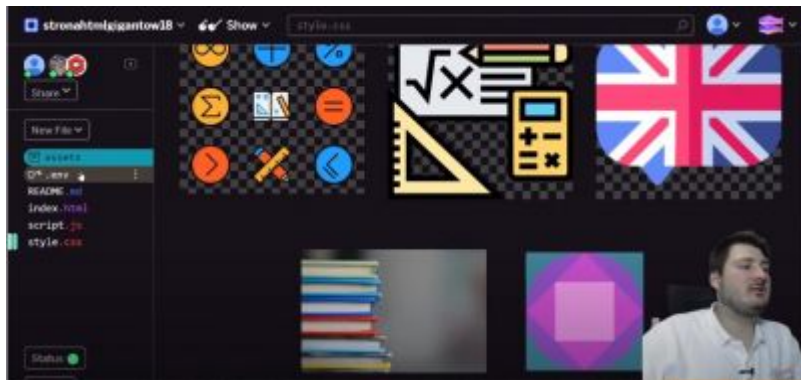 stronahtmlgigantow18
Show
style.css
Share
New File
assets
.env
README.md
index.html
script.js
style.css
Status